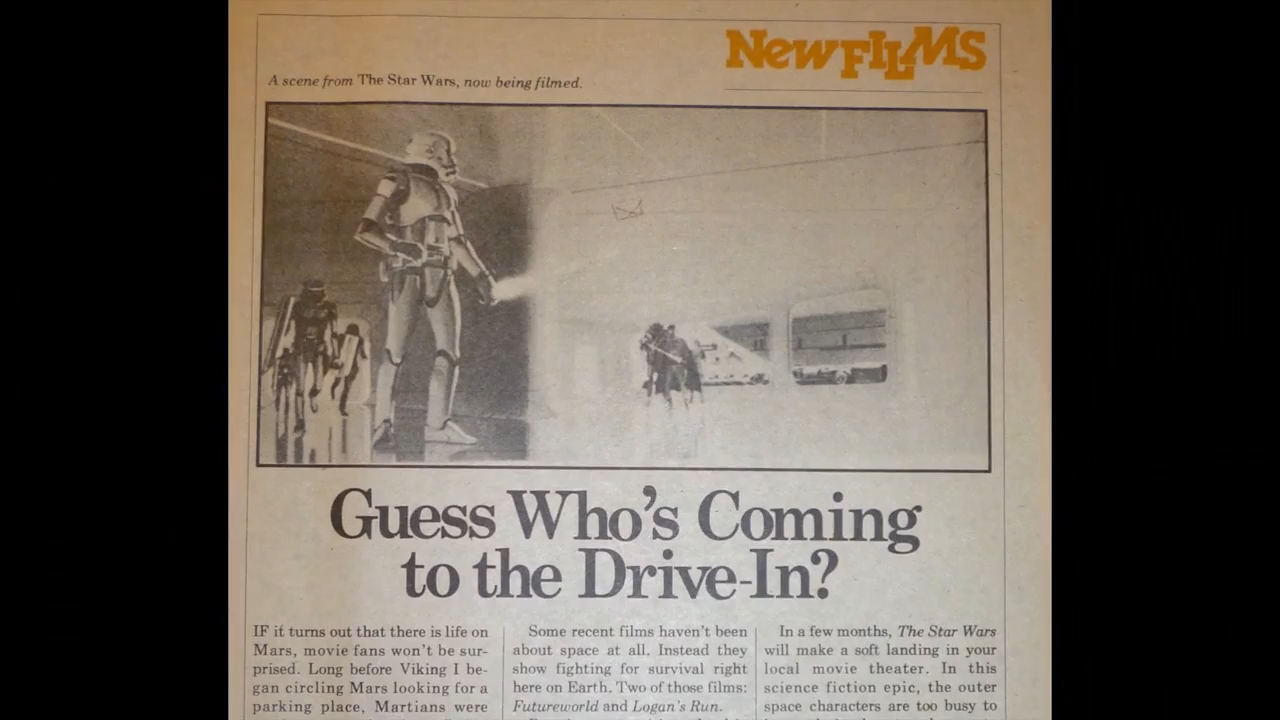 NEWFILMS
A scene from The Star Wars, now being filmed.
Guess Who's Coming
to the Drive-In?
IF it turns out that there is life on
Mars, movie fans won't be sur-
prised. Long before Viking I be-
gan circling Mars looking for a
parking place, Martians were
Some recent films haven't been
about space at all. Instead they
show fighting for survival right
here on Earth. Two of those films:
Futureworld and Logan's Run.
In a few months, The Star Wars
will make a soft landing in your
local movie theater. In this
science fiction epic, the outer
space characters are too busy to